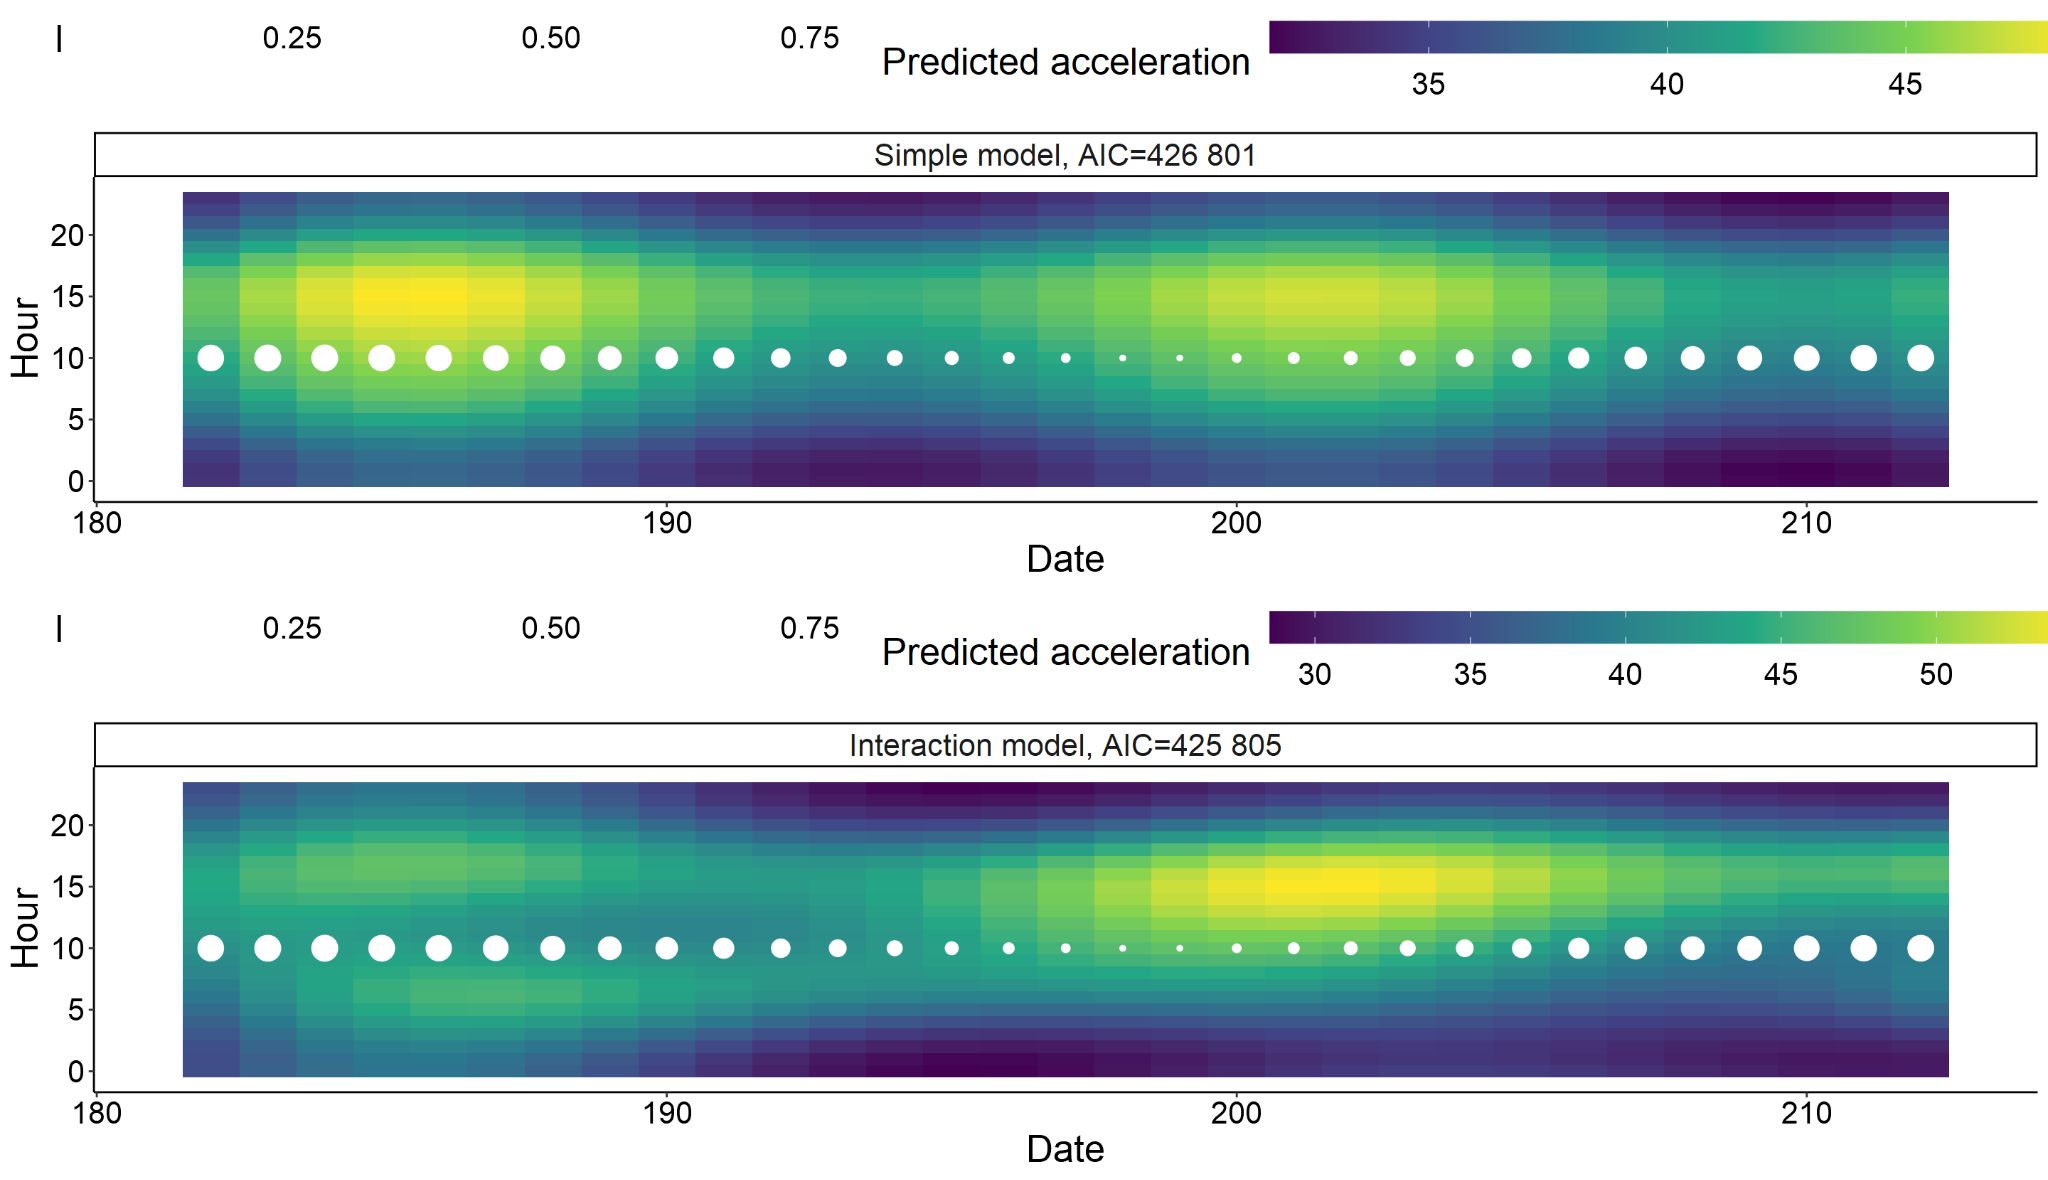 l 0.25 0.50 0.75 Predicted acceleration 35 40 45
Simple model, AIC=426 801
Hour
20
15
10
5
0
180 190 200 210
Date
l 0.25 0.50 0.75 Predicted acceleration 30 35 40 45 50
Interaction model, AIC=425 805
Hour
20
15
10
5
0
180 190 200 210
Date